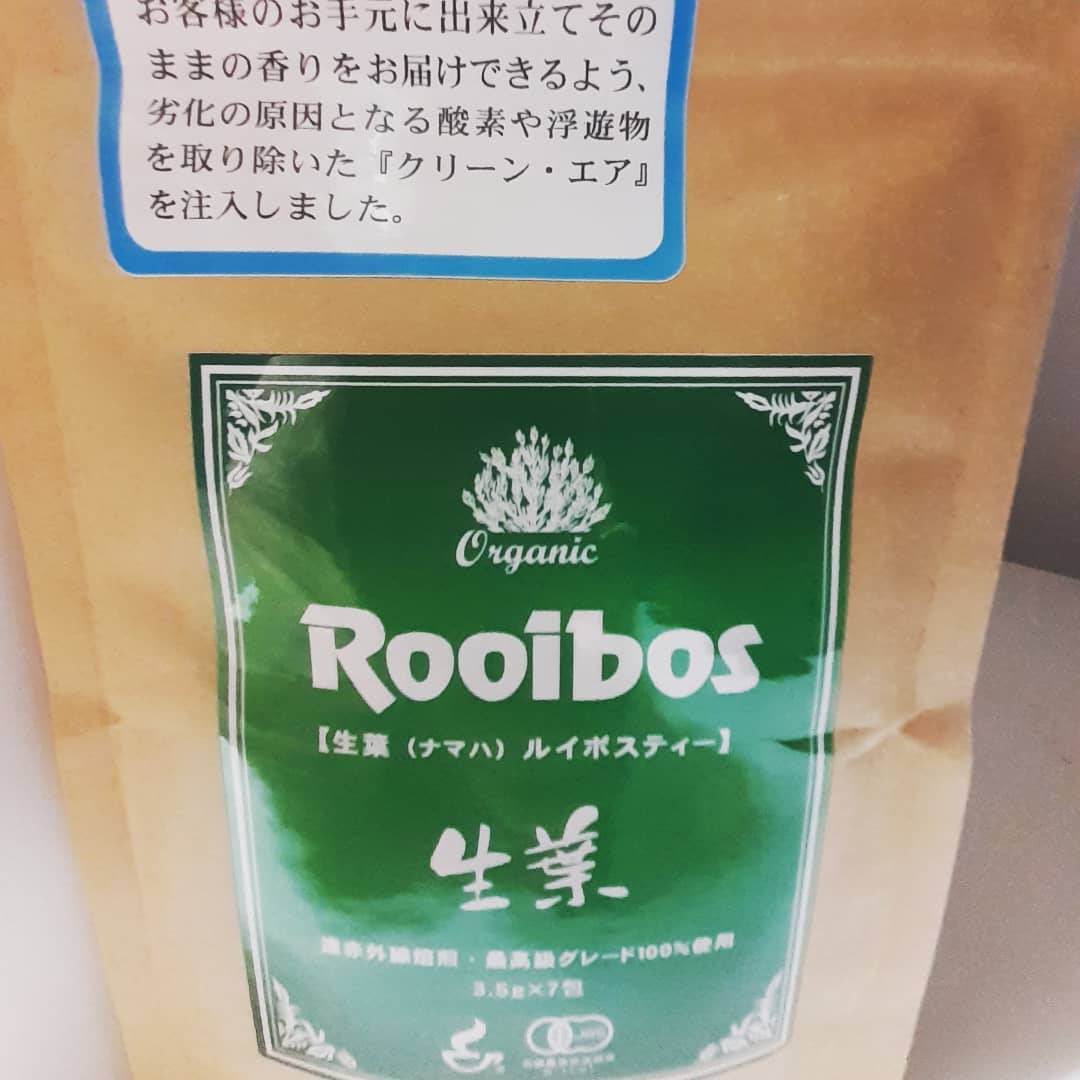 お客様のお手元に出来立てその
ままの香りをお届けできるよう、
劣化の原因となる酸素や浮遊物
を取り除いた『クリーン・エア』
を注入しました。
Organic
Rooibos
【生葉（ナマハ）ルイボスティー】
生葉
遠赤外線焙煎・最高級グレード100%使用
3.5g×7包